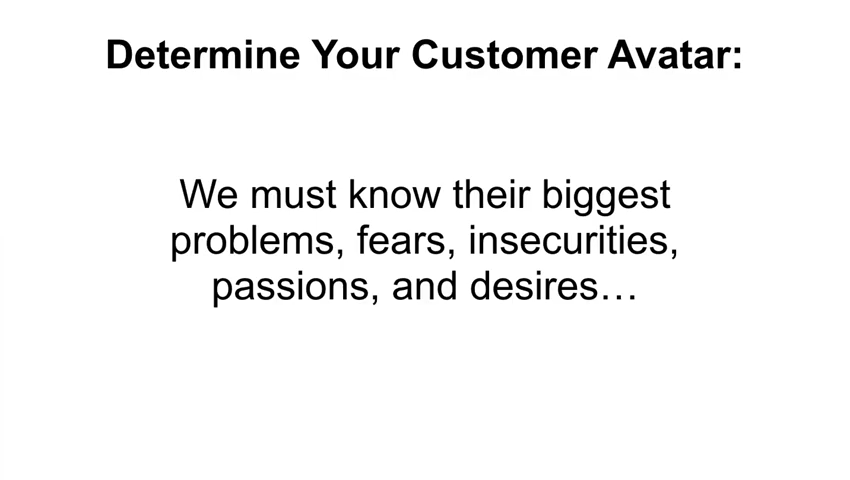 Determine Your Customer Avatar:
We must know their biggest
problems, fears, insecurities,
passions, and desires…